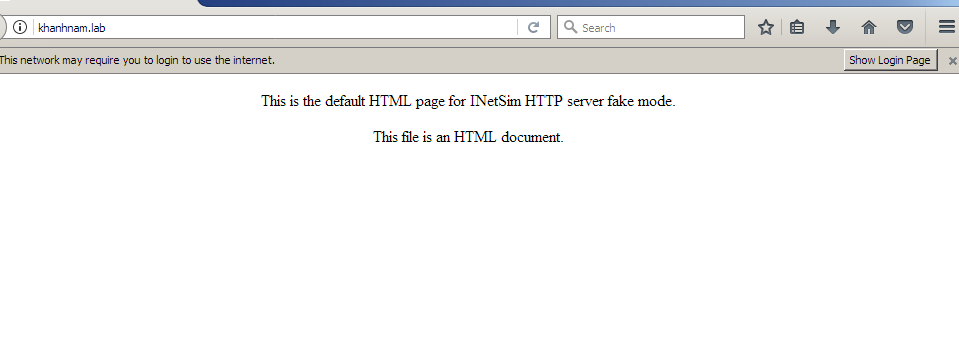 khanhnam.lab
Search
This network may require you to login to use the internet.
Show Login Page
This is the default HTML page for INetSim HTTP server fake mode.
This file is an HTML document.